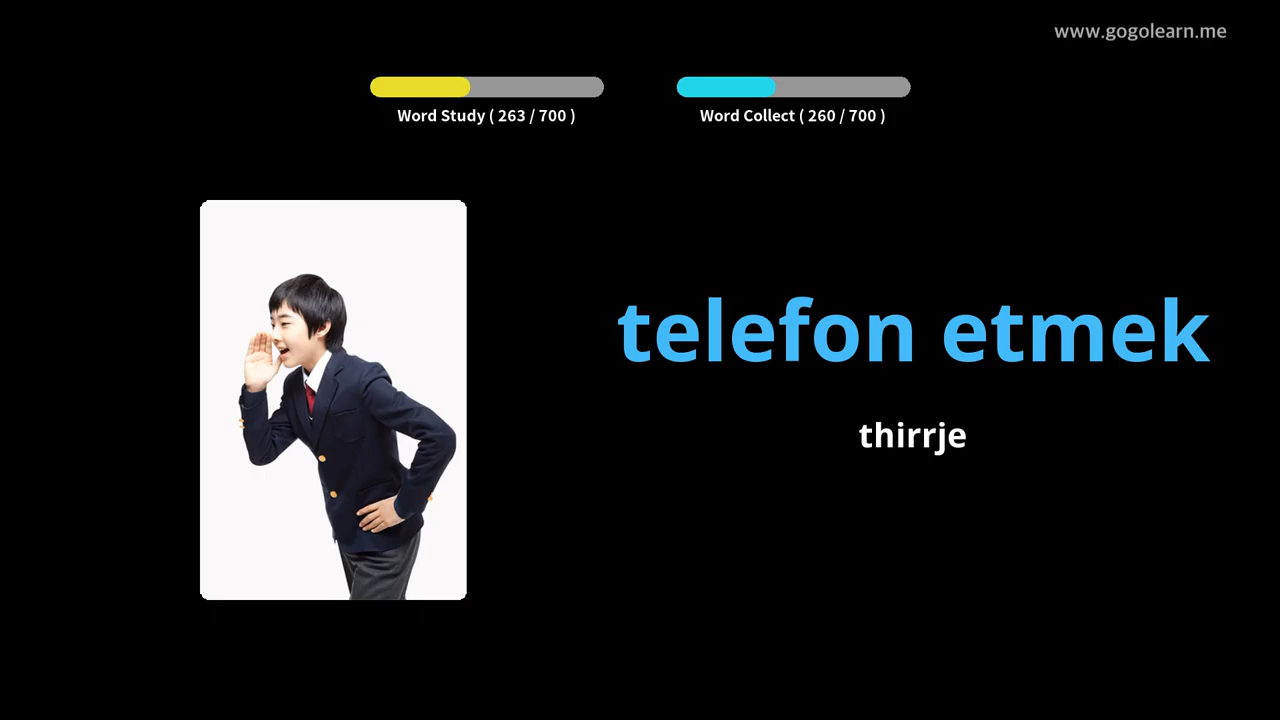 www.gogolearn.me
Word Study ( 263 / 700 )
Word Collect ( 260 / 700 )
telefon etmek
thirrje